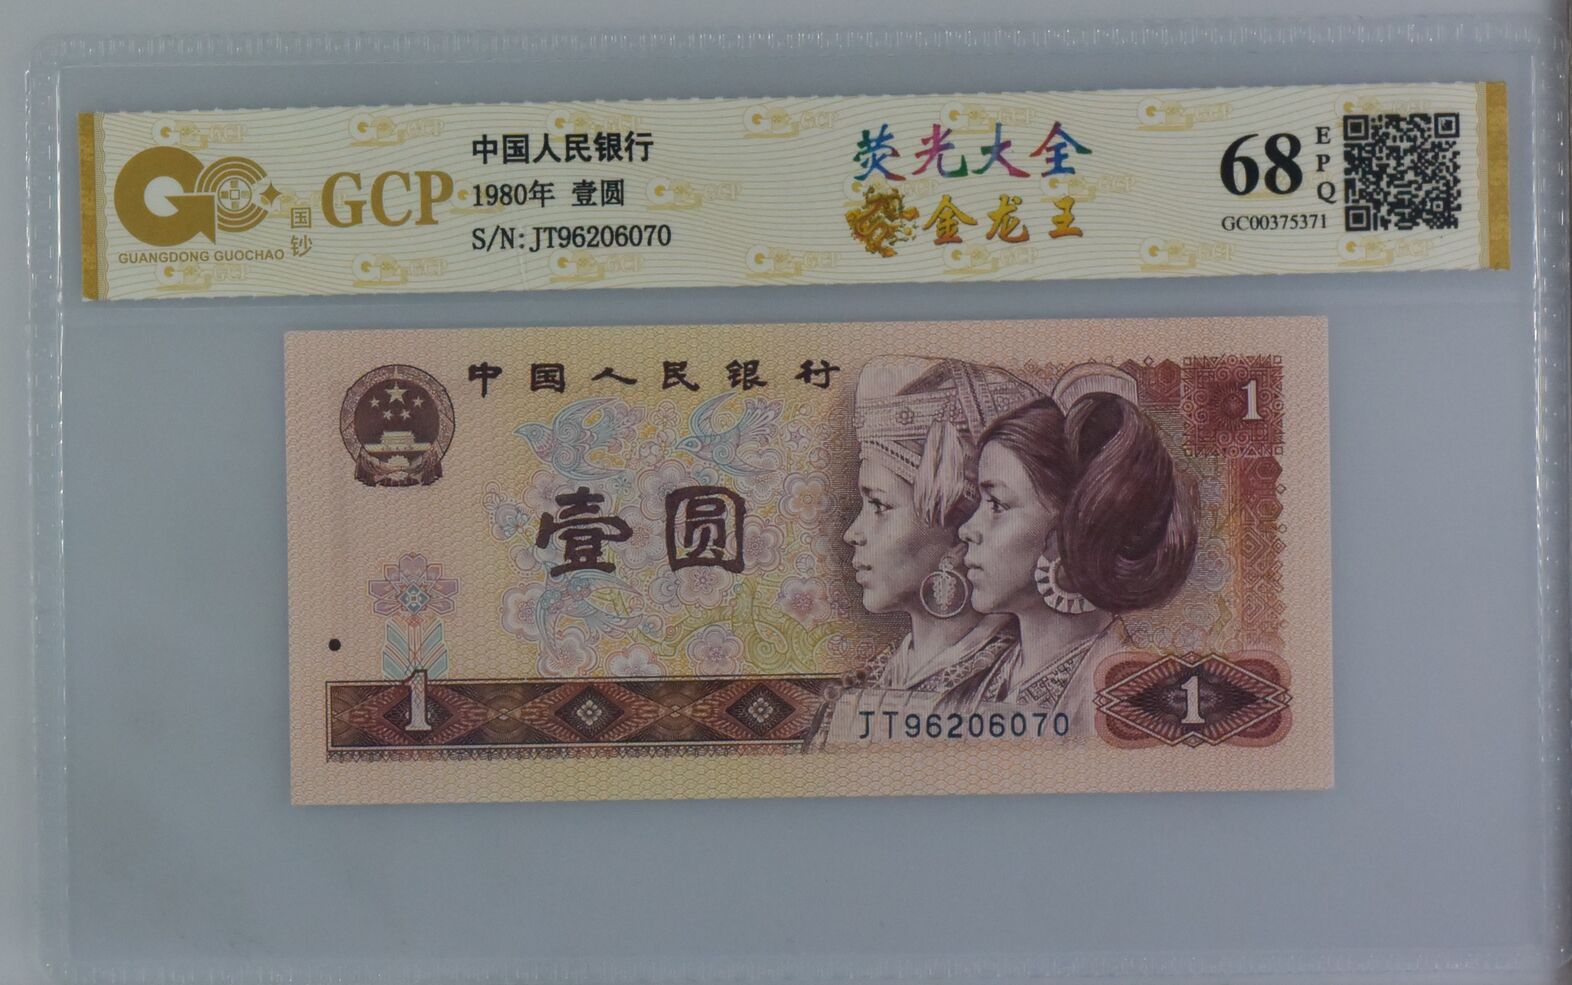 GUANGDONG GUOCHAO
国钞
GCP
中国人民银行
1980年 壹圆
S/N: JT96206070
荧光大全
金龙王
68
EPQ
GC00375371
中国人民银行
1
壹圆
1
JT96206070
1